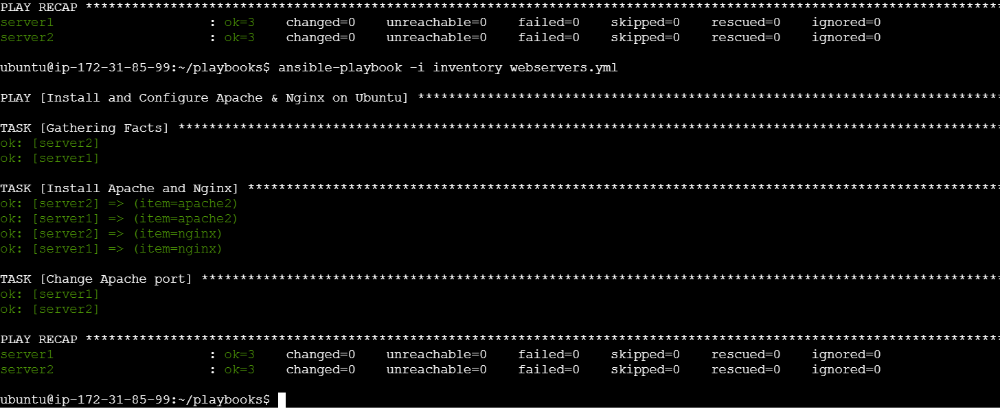 PLAY RECAP **********************************************************************************************************************
server1                    : ok=3    changed=0    unreachable=0    failed=0    skipped=0    rescued=0    ignored=0
server2                    : ok=3    changed=0    unreachable=0    failed=0    skipped=0    rescued=0    ignored=0
ubuntu@ip-172-31-85-99:~/playbooks$ ansible-playbook -i inventory webservers.yml
PLAY [Install and Configure Apache & Nginx on Ubuntu] ***************************************************************************
TASK [Gathering Facts] **********************************************************************************************************
ok: [server2]
ok: [server1]
TASK [Install Apache and Nginx] *************************************************************************************************
ok: [server2] => (item=apache2)
ok: [server1] => (item=apache2)
ok: [server2] => (item=nginx)
ok: [server1] => (item=nginx)
TASK [Change Apache port] *******************************************************************************************************
ok: [server1]
ok: [server2]
PLAY RECAP **********************************************************************************************************************
server1                    : ok=3    changed=0    unreachable=0    failed=0    skipped=0    rescued=0    ignored=0
server2                    : ok=3    changed=0    unreachable=0    failed=0    skipped=0    rescued=0    ignored=0
ubuntu@ip-172-31-85-99:~/playbooks$